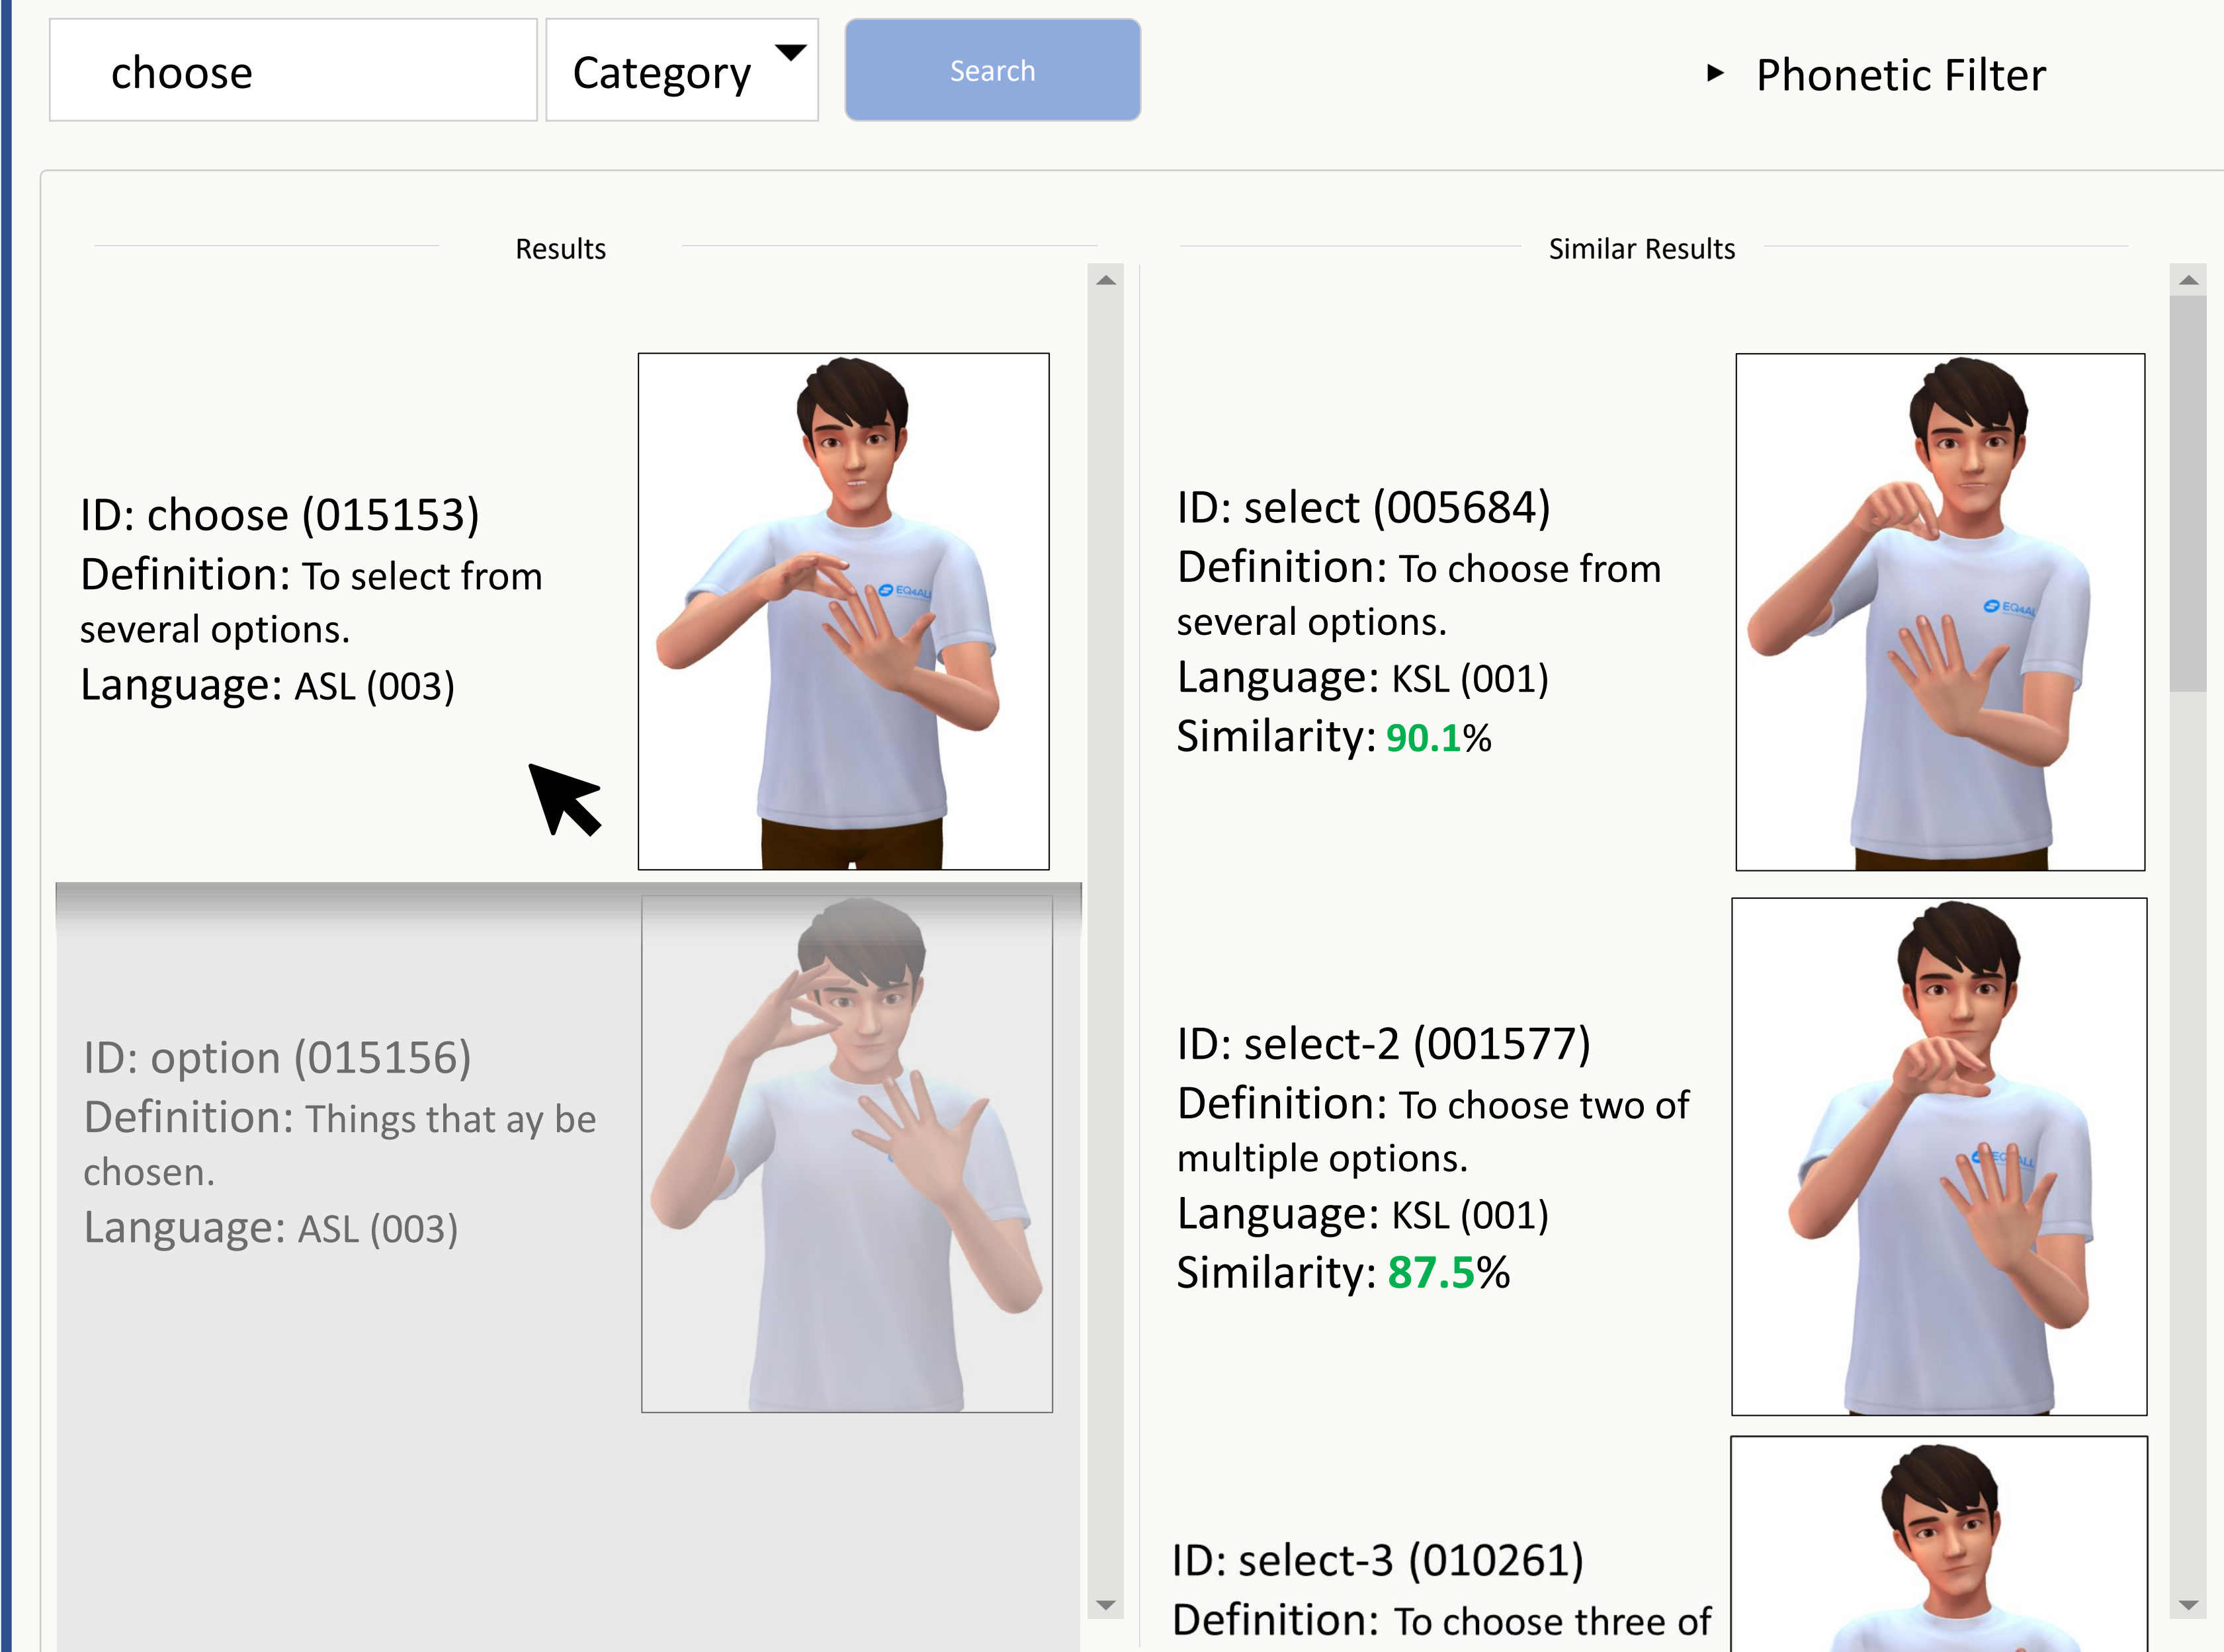 choose
Category
Search
Phonetic Filter
Results
ID: choose (015153)
Definition: To select from
several options.
Language: ASL (003)
EQ4ALL
ID: option (015156)
Definition: Things that ay be
chosen.
Language: ASL (003)
Similar Results
ID: select (005684)
Definition: To choose from
several options.
Language: KSL (001)
Similarity: 90.1%
EQ4AL
ID: select-2 (001577)
Definition: To choose two of
multiple options.
Language: KSL (001)
Similarity: 87.5%
ID: select-3 (010261)
Definition: To choose three of